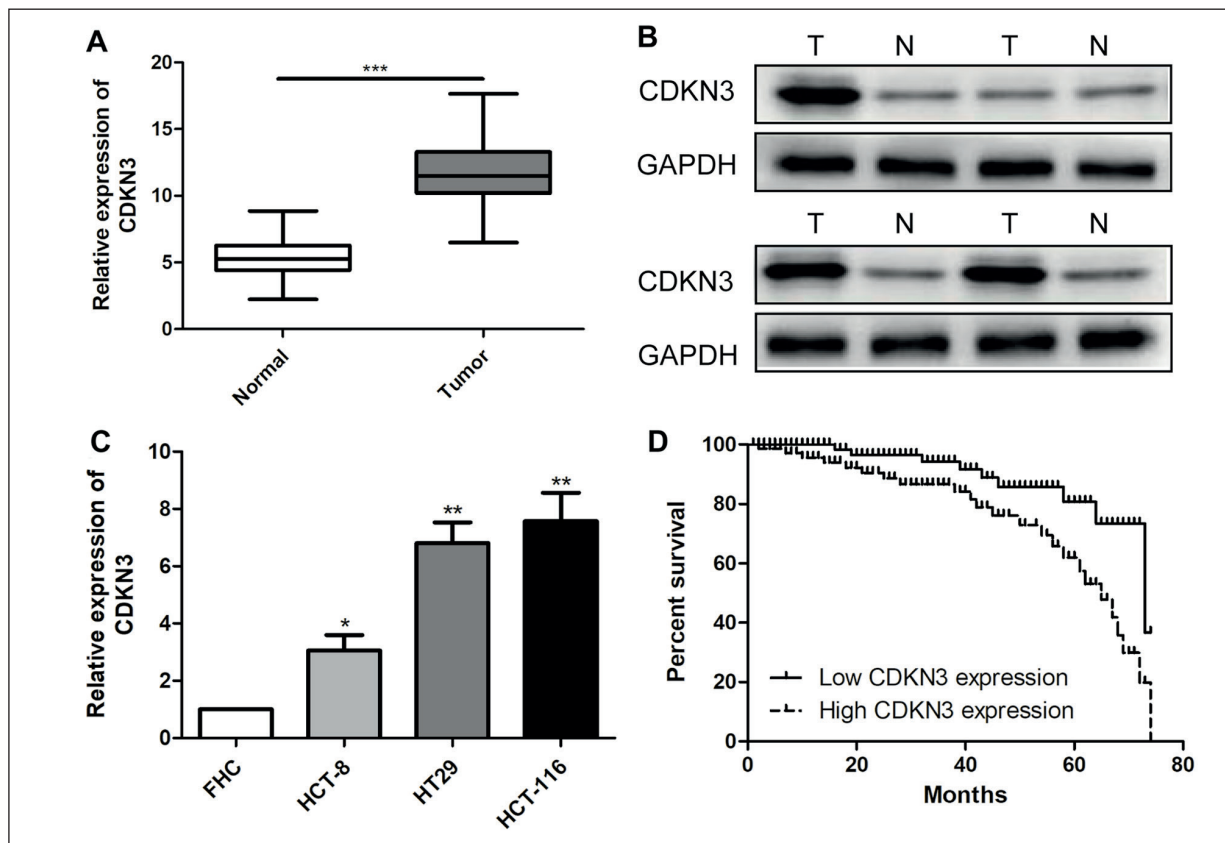 A
Relative expression of
CDKN3
20
15
10
5
0
***
Normal
Tumor
B
T N T N
CDKN3
GAPDH
T N T N
CDKN3
GAPDH
C
Relative expression of
CDKN3
10
8
6
4
2
0
*
**
**
FHC
HCT-8
HT29
HCT-116
D
Percent survival
100
80
60
40
20
0
Low CDKN3 expression
High CDKN3 expression
0 20 40 60 80
Months